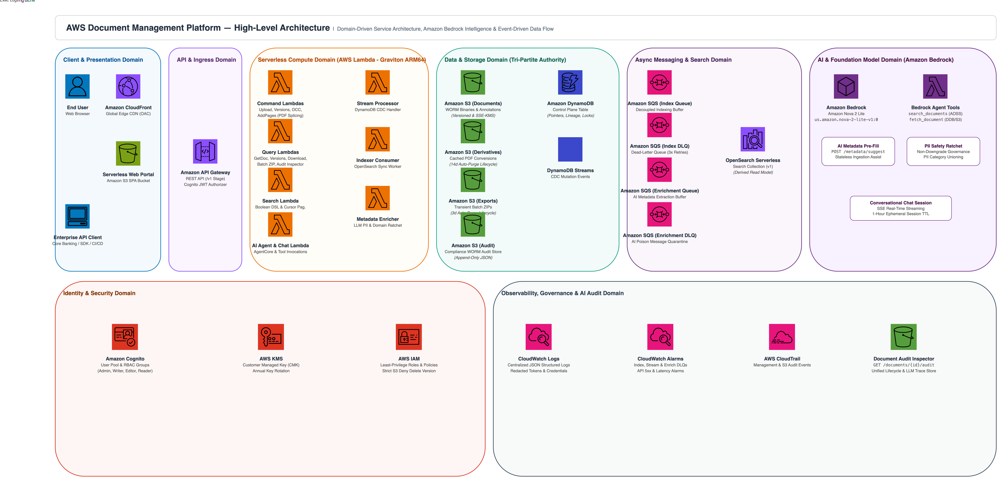 Exec Logs
AWS Document Management Platform — High-Level Architecture | Domain-Driven Service Architecture, Amazon Bedrock Intelligence & Event-Driven Data Flow
Client & Presentation Domain
End User
Web Browser
Amazon CloudFront
Global Edge CDN (OAC)
Serverless Web Portal
Amazon S3 SPA Bucket
Enterprise API Client
Core Banking / SDK / CI/CD
API & Ingress Domain
Amazon API Gateway
REST API (/v1 Stage)
Cognito JWT Authorizer
Serverless Compute Domain (AWS Lambda - Graviton ARM64)
Command Lambdas
Upload, Versions, OCC,
AddPages (PDF Splicing)
Query Lambdas
GetDoc, Versions, Download,
Batch ZIP, Audit Inspector
Search Lambda
Boolean DSL & Cursor Pag.
AI Agent & Chat Lambda
AgentCore & Tool Invocations
Stream Processor
DynamoDB CDC Handler
Indexer Consumer
OpenSearch Sync Worker
Metadata Enricher
LLM PII & Domain Ratchet
Data & Storage Domain (Tri-Partite Authority)
Amazon S3 (Documents)
WORM Binaries & Annotations
(Versioned & SSE-KMS)
Amazon S3 (Derivatives)
Cached PDF Conversions
(14d Auto-Purge Lifecycle)
Amazon S3 (Exports)
Transient Batch ZIPs
(3d Auto-Purge Lifecycle)
Amazon S3 (Audit)
Compliance WORM Audit Store
(Append-Only JSON)
Amazon DynamoDB
Control Plane Table
(Pointers, Lineage, Locks)
DynamoDB Streams
CDC Mutation Events
Async Messaging & Search Domain
Amazon SQS (Index Queue)
Decoupled Indexing Buffer
Amazon SQS (Index DLQ)
Dead-Letter Queue (3x Retries)
Amazon SQS (Enrichment Queue)
AI Metadata Extraction Buffer
Amazon SQS (Enrichment DLQ)
AI Poison Message Quarantine
OpenSearch Serverless
Search Collection (v1)
(Derived Read Model)
AI & Foundation Model Domain (Amazon Bedrock)
Amazon Bedrock
Amazon Nova 2 Lite
us.amazon.nova-2-lite-v1:0
Bedrock Agent Tools
search_documents (AOSS)
fetch_document (DDB/S3)
AI Metadata Pre-Fill
POST /metadata/suggest
Stateless Ingestion Assist
PII Safety Ratchet
Non-Downgrade Governance
PII Category Unioning
Conversational Chat Session
SSE Real-Time Streaming
1-Hour Ephemeral Session TTL
Identity & Security Domain
Amazon Cognito
User Pool & RBAC Groups
(Admin, Writer, Editor, Reader)
AWS KMS
Customer Managed Key (CMK)
Annual Key Rotation
AWS IAM
Least-Privilege Roles & Policies
Strict S3 Deny Delete Version
Observability, Governance & AI Audit Domain
CloudWatch Logs
Centralized JSON Structured Logs
Redacted Tokens & Credentials
CloudWatch Alarms
Index, Stream & Enrich DLQs
API 5xx & Latency Alarms
AWS CloudTrail
Management & S3 Audit Events
Document Audit Inspector
GET /documents/{id}/audit
Unified Lifecycle & LLM Trace Store